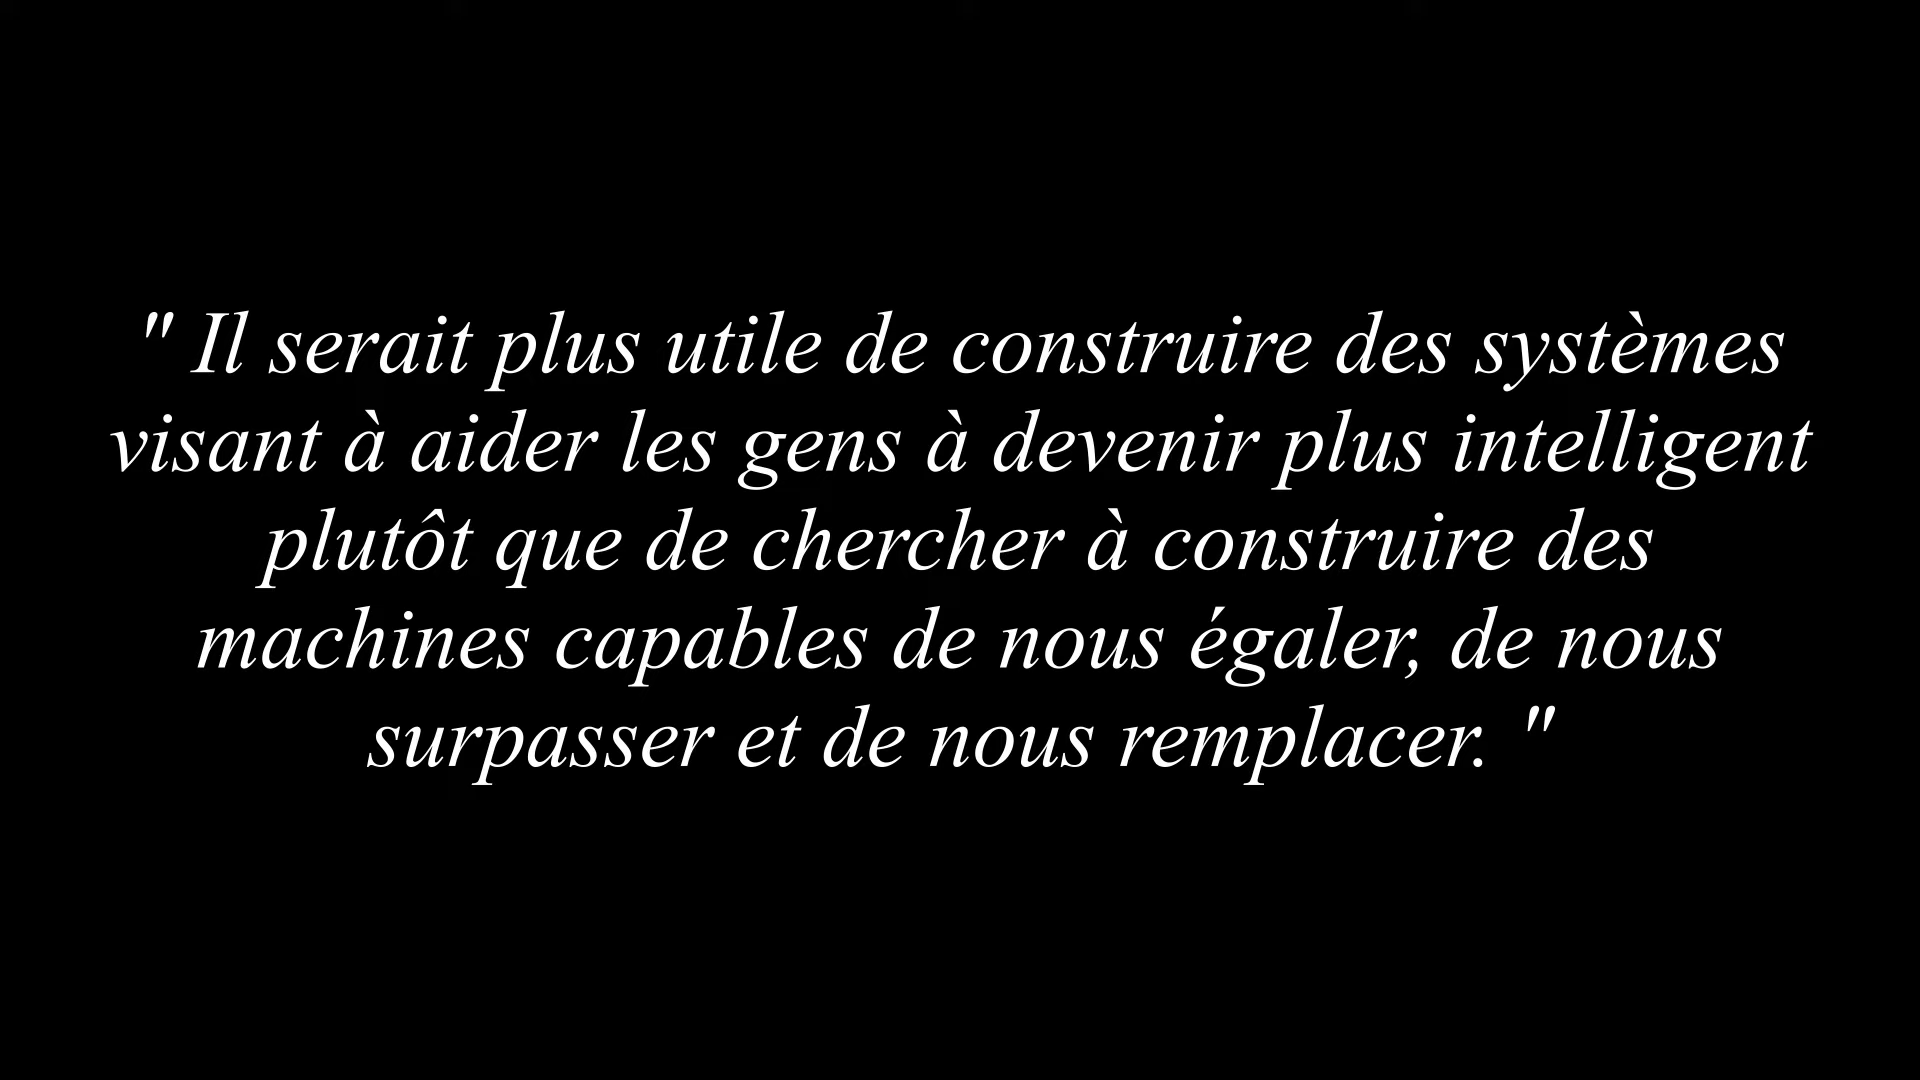 " Il serait plus utile de construire des systèmes
visant à aider les gens à devenir plus intelligent
plutôt que de chercher à construire des
machines capables de nous égaler, de nous
surpasser et de nous remplacer. "